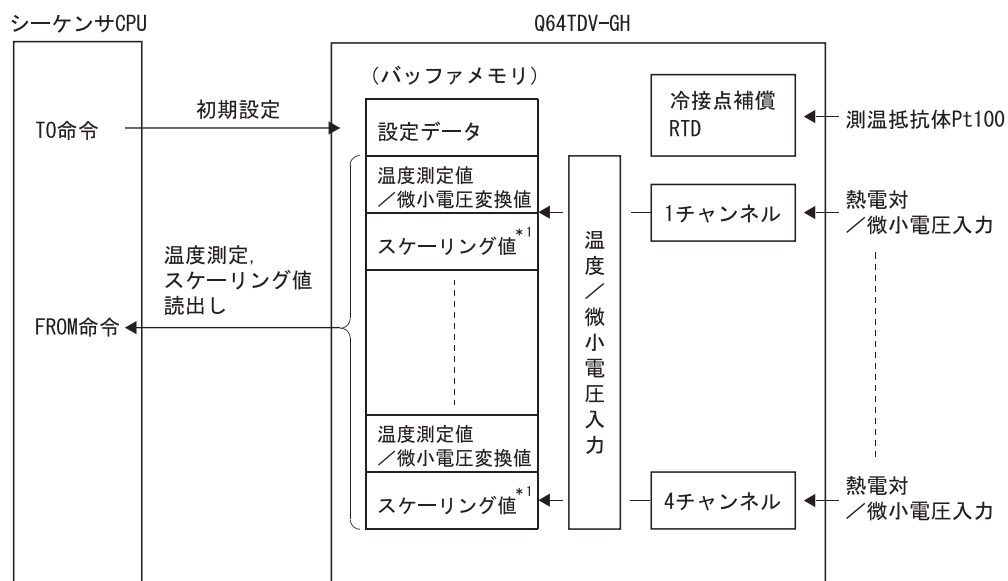 シーケンサCPU
Q64TDV-GH
(バッファメモリ)
TO命令
初期設定
設定データ
冷接点補償
RTD
測温抵抗体Pt100
温度測定値
/微小電圧変換値
スケーリング値*1
温度/微小電圧入力
1チャンネル
熱電対
/微小電圧入力
温度測定,
スケーリング値
読出し
FROM命令
温度測定値
/微小電圧変換値
スケーリング値*1
4チャンネル
熱電対
/微小電圧入力